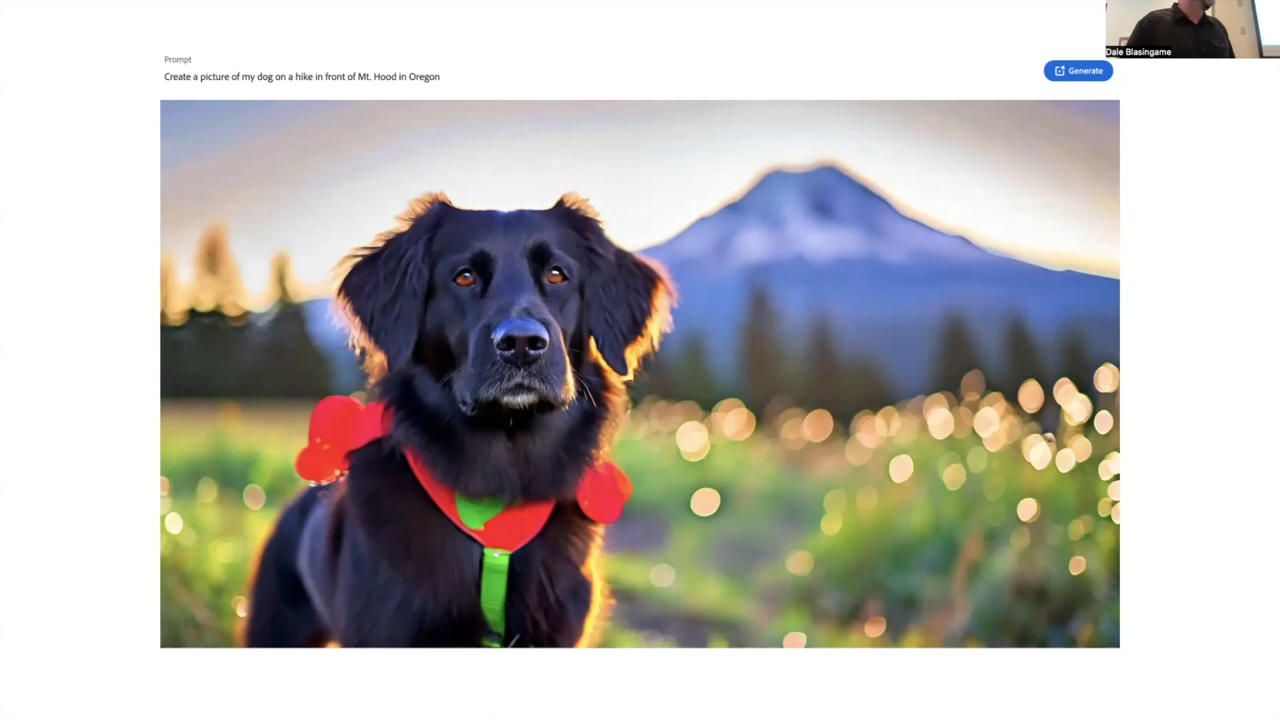 Dale Blasingame
Prompt
Create a picture of my dog on a hike in front of Mt. Hood in Oregon
Generate